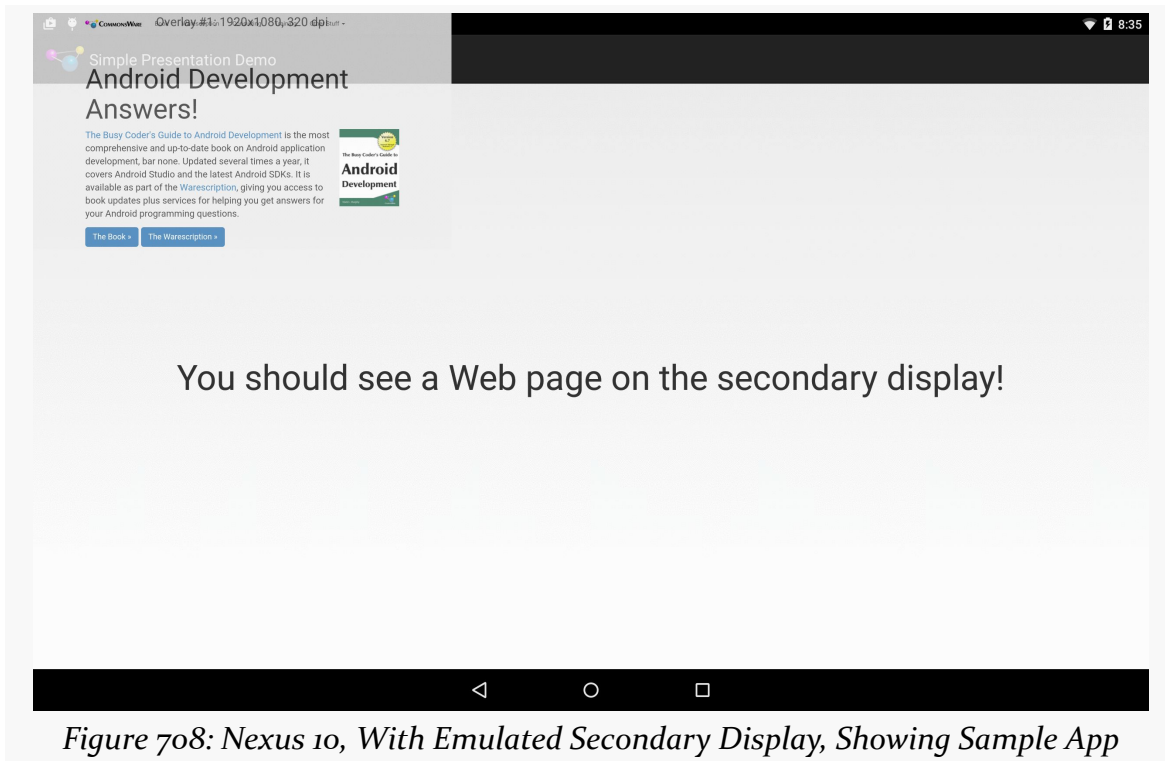 COMMONSWARE Overlay #1: 1920x1080, 320 dpi
8:35
Simple Presentation Demo
Android Development
Answers!
The Busy Coder's Guide to Android Development is the most
comprehensive and up-to-date book on Android application
development, bar none. Updated several times a year, it
covers Android Studio and the latest Android SDKs. It is
available as part of the Warescription, giving you access to
book updates plus services for helping you get answers for
your Android programming questions.
The Busy Coder's Guide to
Android
Development
The Book »
The Warescription »
You should see a Web page on the secondary display!
Figure 708: Nexus 10, With Emulated Secondary Display, Showing Sample App